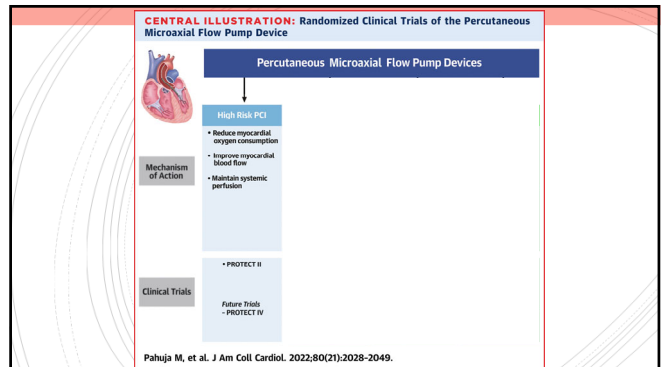 CENTRAL ILLUSTRATION: Randomized Clinical Trials of the Percutaneous
Microaxial Flow Pump Device
Percutaneous Microaxial Flow Pump Devices
High Risk PCI
• Reduce myocardial
oxygen consumption
• Improve myocardial
blood flow
• Maintain systemic
perfusion
Mechanism
of Action
• PROTECT II
Clinical Trials
Future Trials
- PROTECT IV
Pahuja M, et al. J Am Coll Cardiol. 2022;80(21):2028-2049.